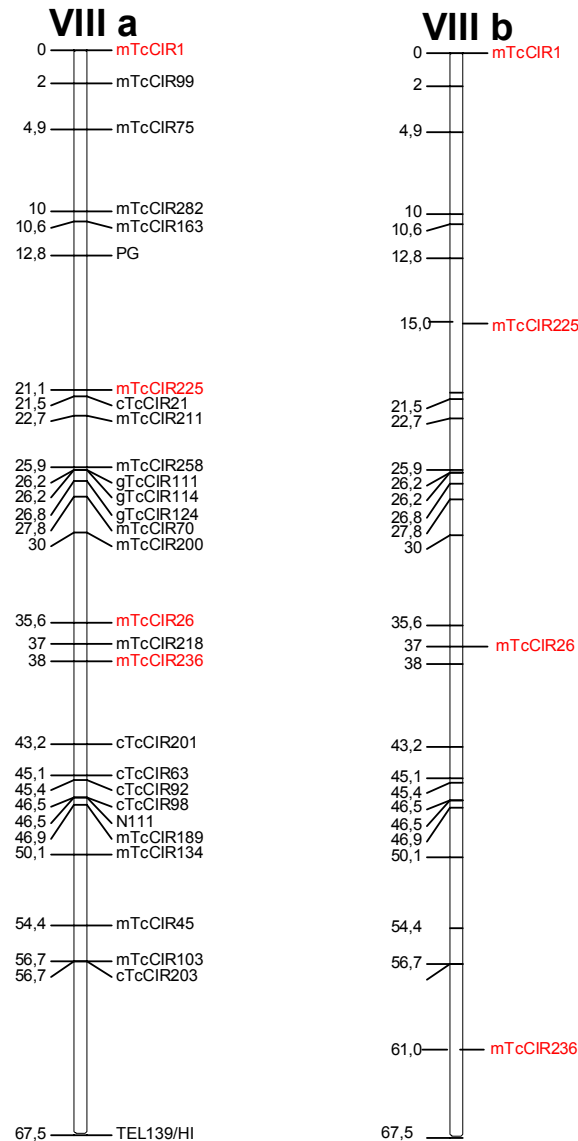 VIII a
0 mTcCIR1
2 mTcCIR99
4,9 mTcCIR75
10 mTcCIR282
10,6 mTcCIR163
12,8 PG
21,1 mTcCIR225
21,5 cTcCIR21
22,7 mTcCIR211
25,9 mTcCIR258
26,2 gTcCIR111
26,2 gTcCIR114
26,8 gTcCIR124
27,8 mTcCIR70
30 mTcCIR200
35,6 mTcCIR26
37 mTcCIR218
38 mTcCIR236
43,2 cTcCIR201
45,1 cTcCIR63
45,4 cTcCIR92
46,5 cTcCIR98
46,5 N111
46,9 mTcCIR189
50,1 mTcCIR134
54,4 mTcCIR45
56,7 mTcCIR103
56,7 cTcCIR203
67,5 TEL139/HI
VIII b
0 mTcCIR1
2
4,9
10
10,6
12,8
15,0 mTcCIR225
21,5
22,7
25,9
26,2
26,2
26,8
27,8
30
35,6
37 mTcCIR26
38
43,2
45,1
45,4
46,5
46,5
46,9
50,1
54,4
56,7
61,0 mTcCIR236
67,5